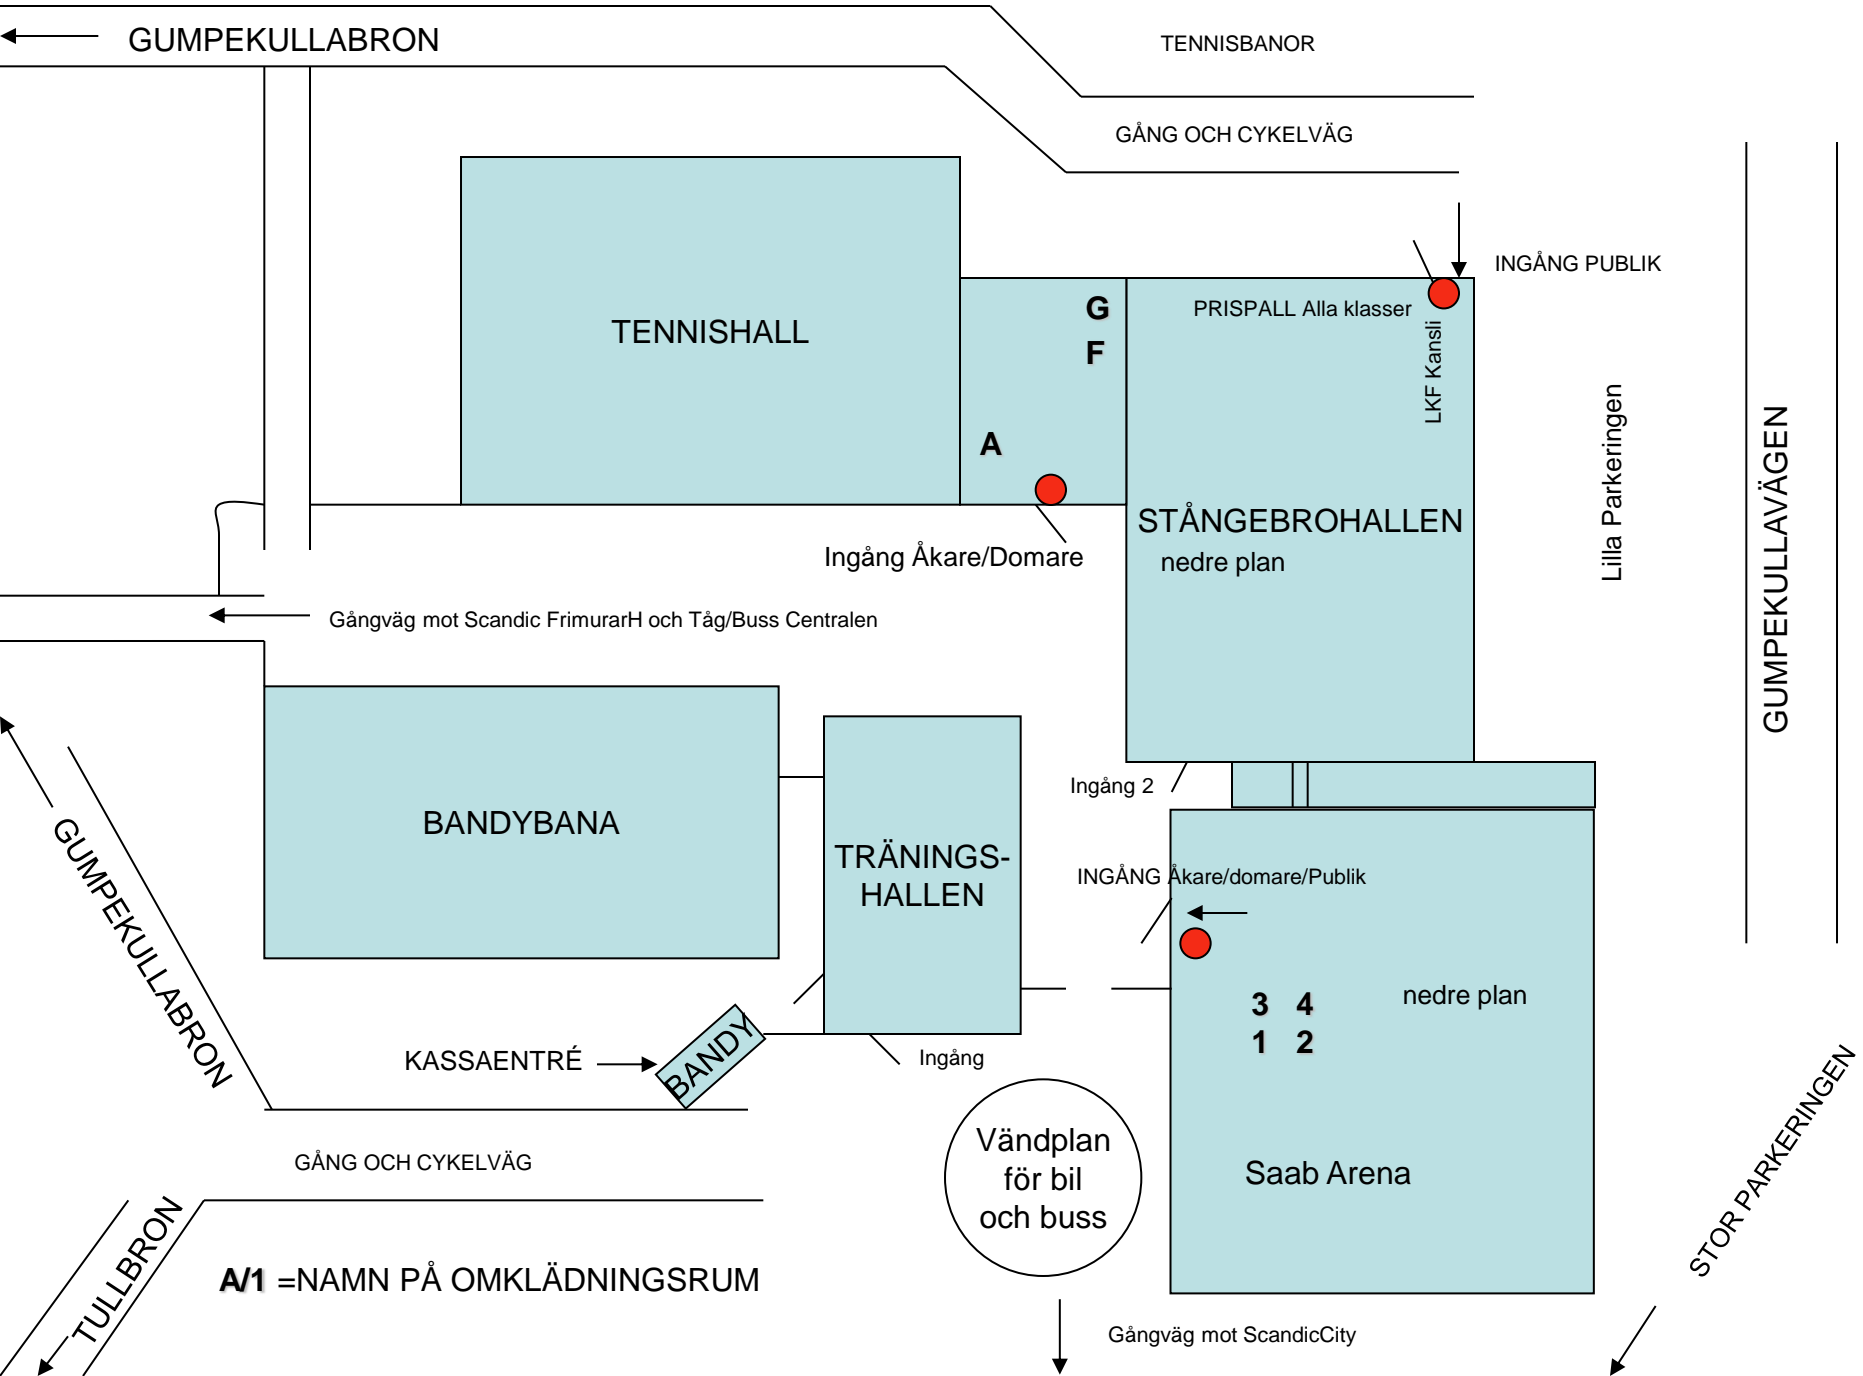 GUMPEKULLABRON
TENNISBANOR
GÅNG OCH CYKELVÄG
INGÅNG PUBLIK
TENNISHALL
G
F
A
PRISPALL Alla klasser
LKF Kansli
Lilla Parkeringen
GUMPEKULLAVÄGEN
STÅNGEBROHALLEN
nedre plan
Ingång Åkare/Domare
Gångväg mot Scandic FrimurarH och Tåg/Buss Centralen
BANDYBANA
TRÄNINGS-
HALLEN
Ingång 2
INGÅNG Åkare/domare/Publik
3 4
1 2
nedre plan
GUMPEKULLABRON
KASSAENTRÉ
BANDY
Ingång
Vändplan
för bil
och buss
Saab Arena
STOR PARKERINGEN
GÅNG OCH CYKELVÄG
TULLBRON
A/1 =NAMN PÅ OMKLÄDNINGSRUM
Gångväg mot ScandicCity